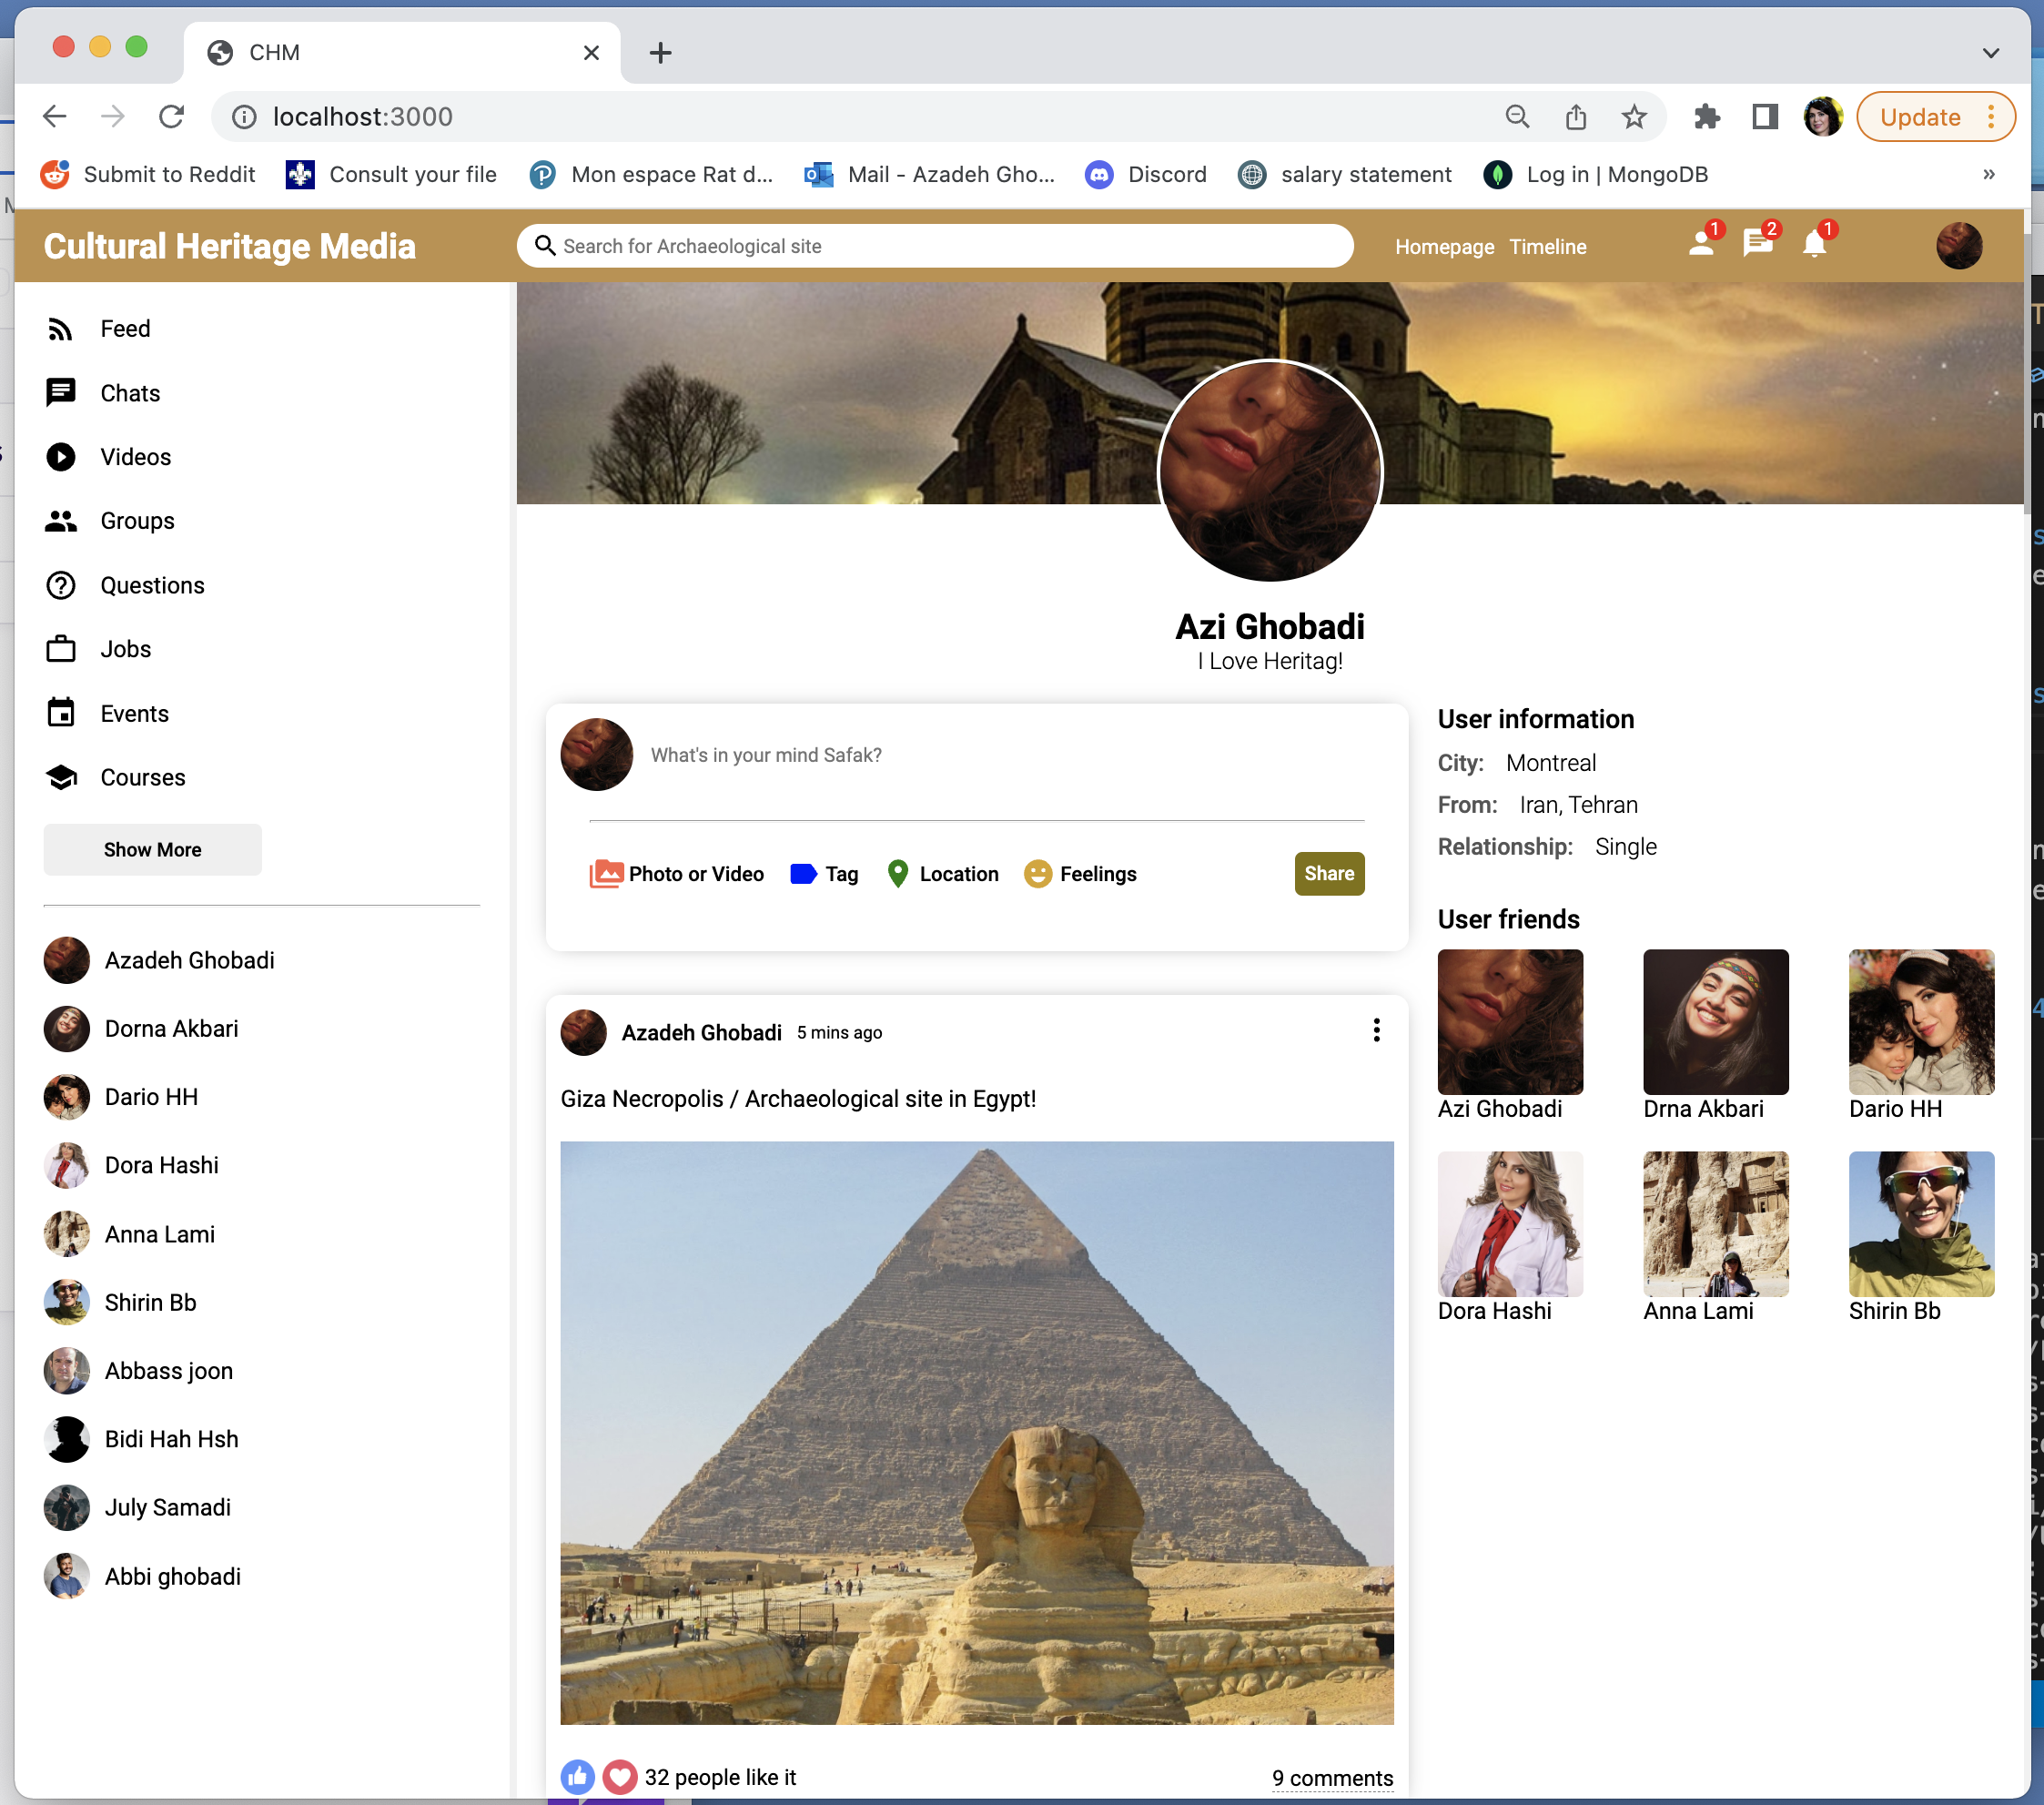 CHM
localhost:3000
Update
Submit to Reddit
Consult your file
Mon espace Rat d...
Mail - Azadeh Gho...
Discord
salary statement
Log in | MongoDB
»
Cultural Heritage Media
Search for Archaeological site
Homepage Timeline
1
2
1
Feed
Chats
Videos
Groups
Questions
Jobs
Events
Courses
Show More
Azadeh Ghobadi
Dorna Akbari
Dario HH
Dora Hashi
Anna Lami
Shirin Bb
Abbass joon
Bidi Hah Hsh
July Samadi
Abbi ghobadi
Azi Ghobadi
I Love Heritag!
What's in your mind Safak?
Photo or Video
Tag
Location
Feelings
Share
Azadeh Ghobadi 5 mins ago
Giza Necropolis / Archaeological site in Egypt!
32 people like it
9 comments
User information
City: Montreal
From: Iran, Tehran
Relationship: Single
User friends
Azi Ghobadi
Drna Akbari
Dario HH
Dora Hashi
Anna Lami
Shirin Bb